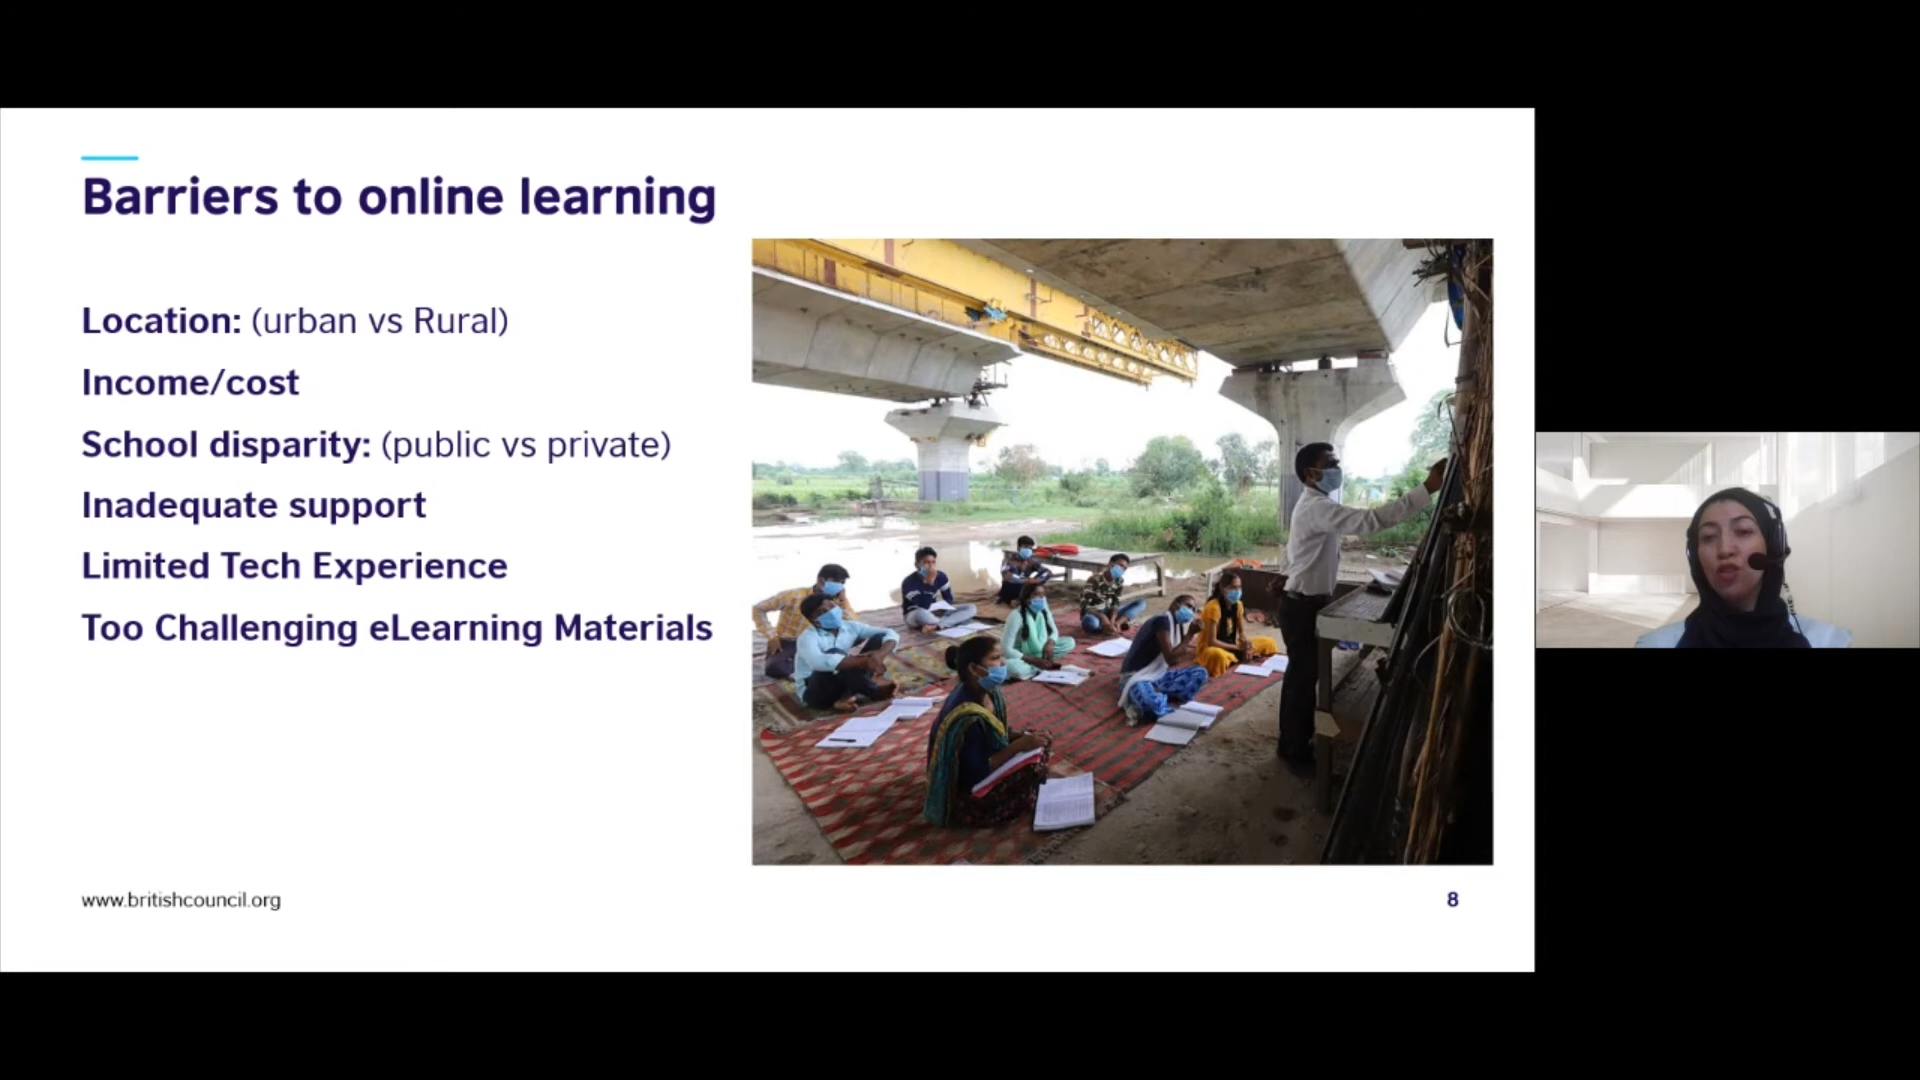 Barriers to online learning
Location: (urban vs Rural)
Income/cost
School disparity: (public vs private)
Inadequate support
Limited Tech Experience
Too Challenging eLearning Materials
www.britishcouncil.org
8